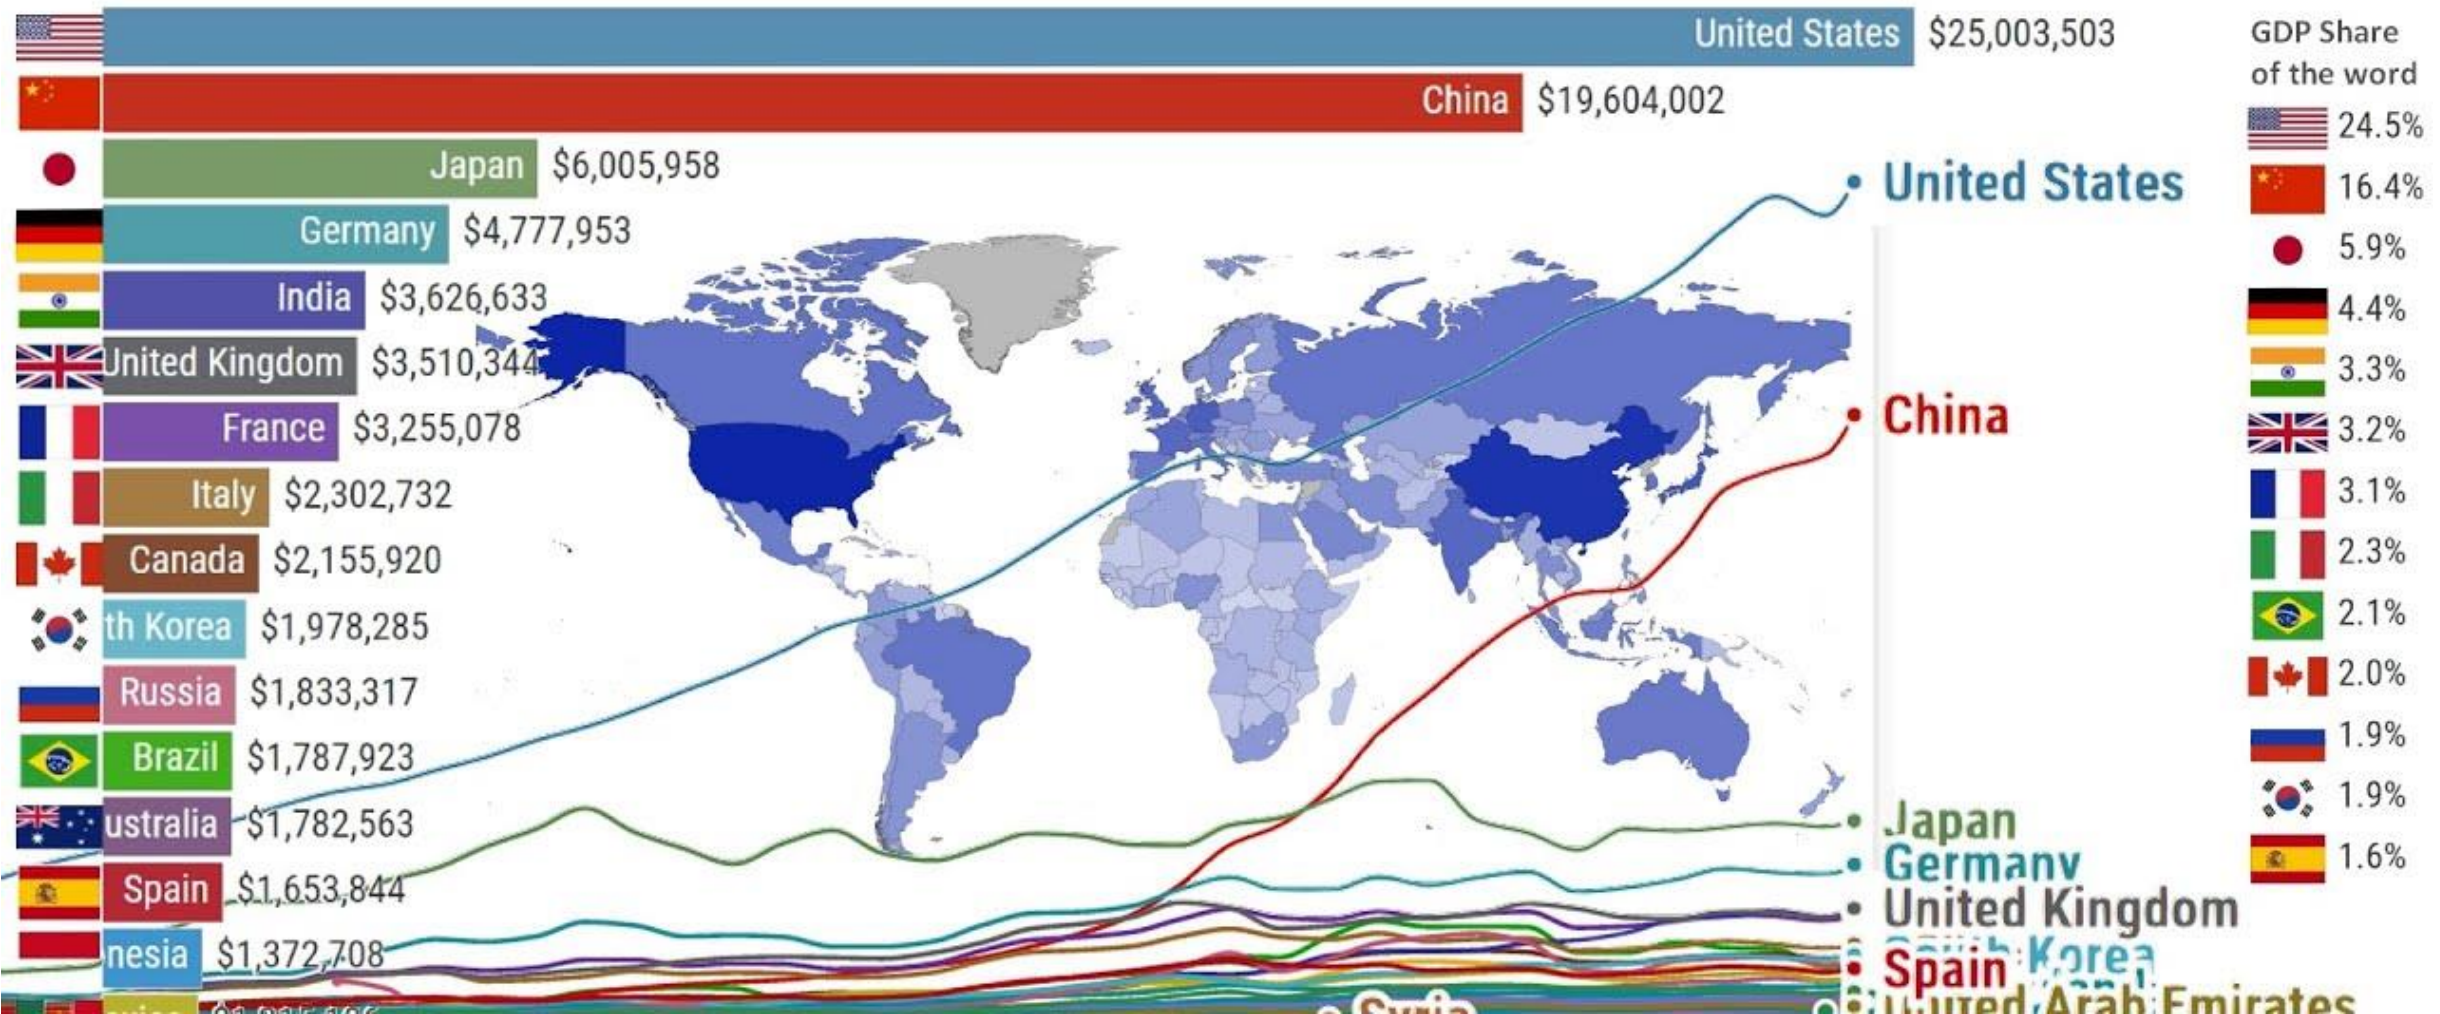 United States $25,003,503
China $19,604,002
Japan $6,005,958
Germany $4,777,953
India $3,626,633
United Kingdom $3,510,344
France $3,255,078
Italy $2,302,732
Canada $2,155,920
th Korea $1,978,285
Russia $1,833,317
Brazil $1,787,923
ustralia $1,782,563
Spain $1,653,844
nesia $1,372,708
United States
China
Japan
Germany
United Kingdom
Korea
Spain
United Arab Emirates
Syria
GDP Share
of the word
24.5%
16.4%
5.9%
4.4%
3.3%
3.2%
3.1%
2.3%
2.1%
2.0%
1.9%
1.9%
1.6%